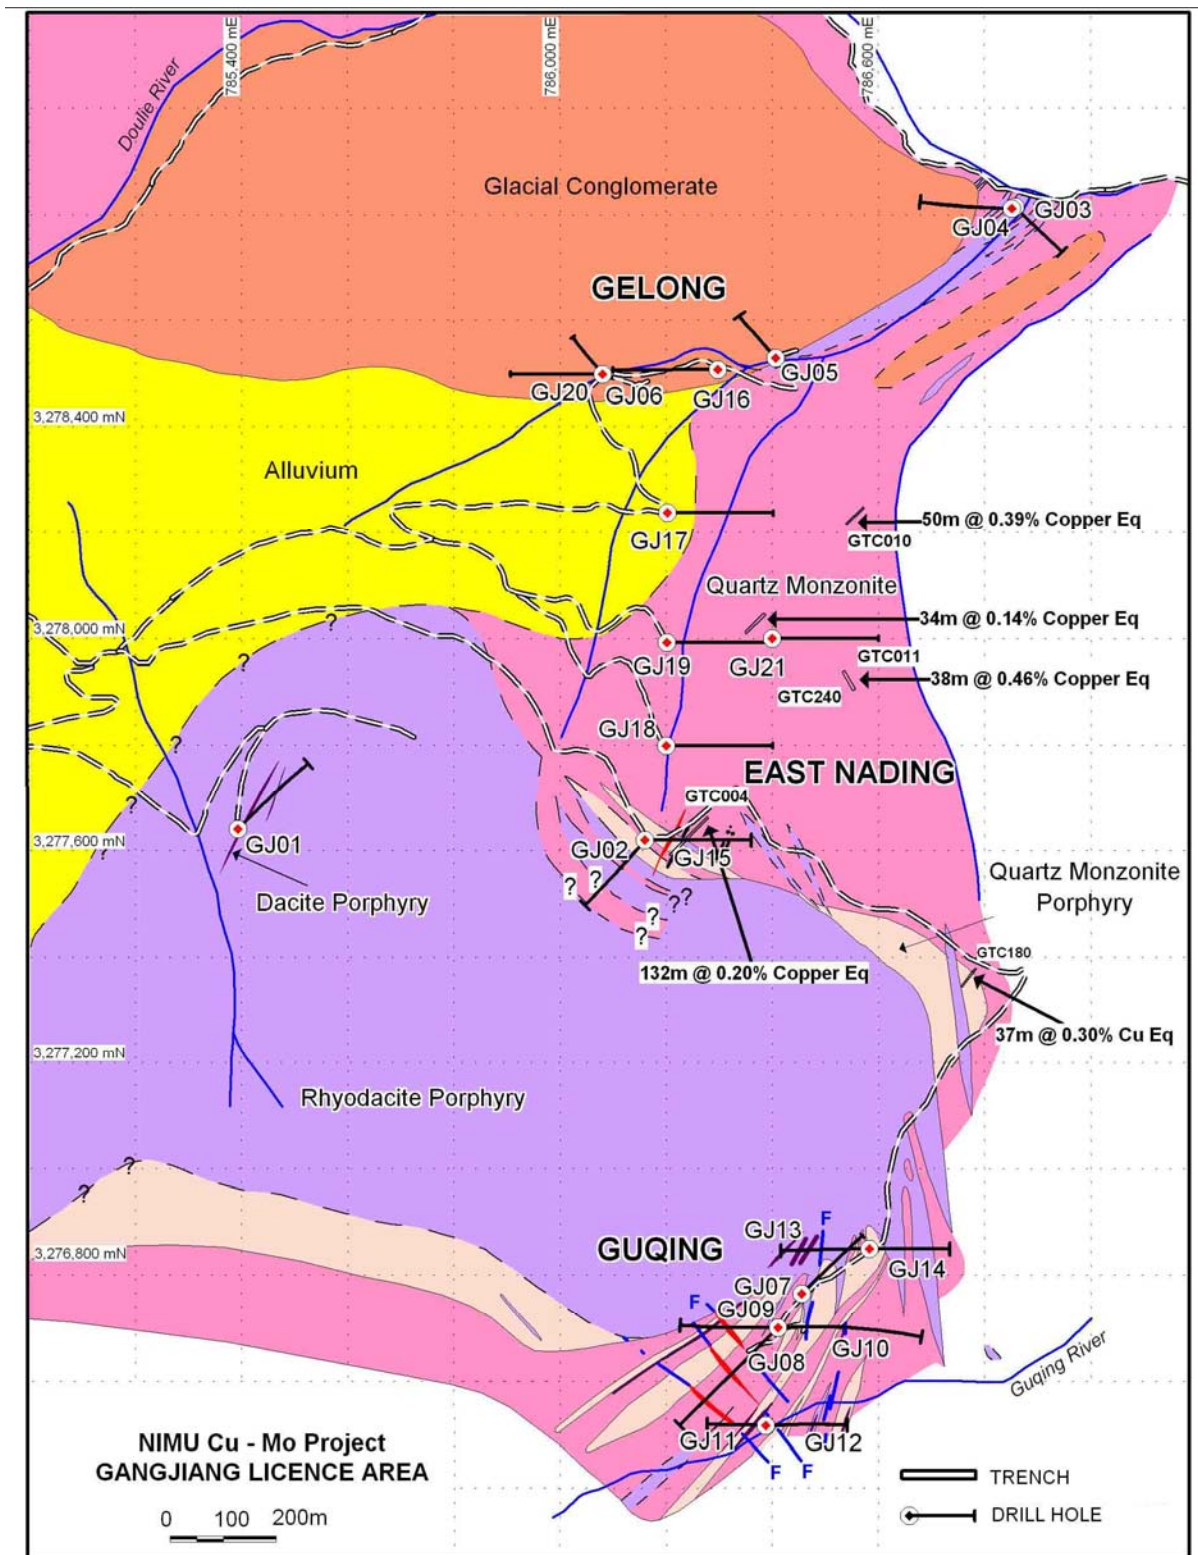 785,400 mE
786,000 mE
786,600 mE
Doulie River
Glacial Conglomerate
GJ03
GJ04
GELONG
GJ05
GJ20 GJ06
GJ16
3,278,400 mN
Alluvium
50m @ 0.39% Copper Eq
GJ17
GTC010
Quartz Monzonite
34m @ 0.14% Copper Eq
3,278,000 mN
?
GJ19
GJ21
GTC011
?
38m @ 0.46% Copper Eq
GTC240
GJ18
?
EAST NADING
GTC004
?
3,277,600 mN
?
GJ01
GJ02
GJ15
Quartz Monzonite
Porphyry
? ?
Dacite Porphyry
? ?
?
?
GTC180
132m @ 0.20% Copper Eq
37m @ 0.30% Cu Eq
3,277,200 mN
Rhyodacite Porphyry
?
?
GJ13
F
3,276,800 mN
GUQING
GJ14
GJ07
F
GJ09
GJ08
GJ10
Guqing River
GJ11
GJ12
NIMU Cu - Mo Project
GANGJIANG LICENCE AREA
F F
TRENCH
0 100 200m
DRILL HOLE